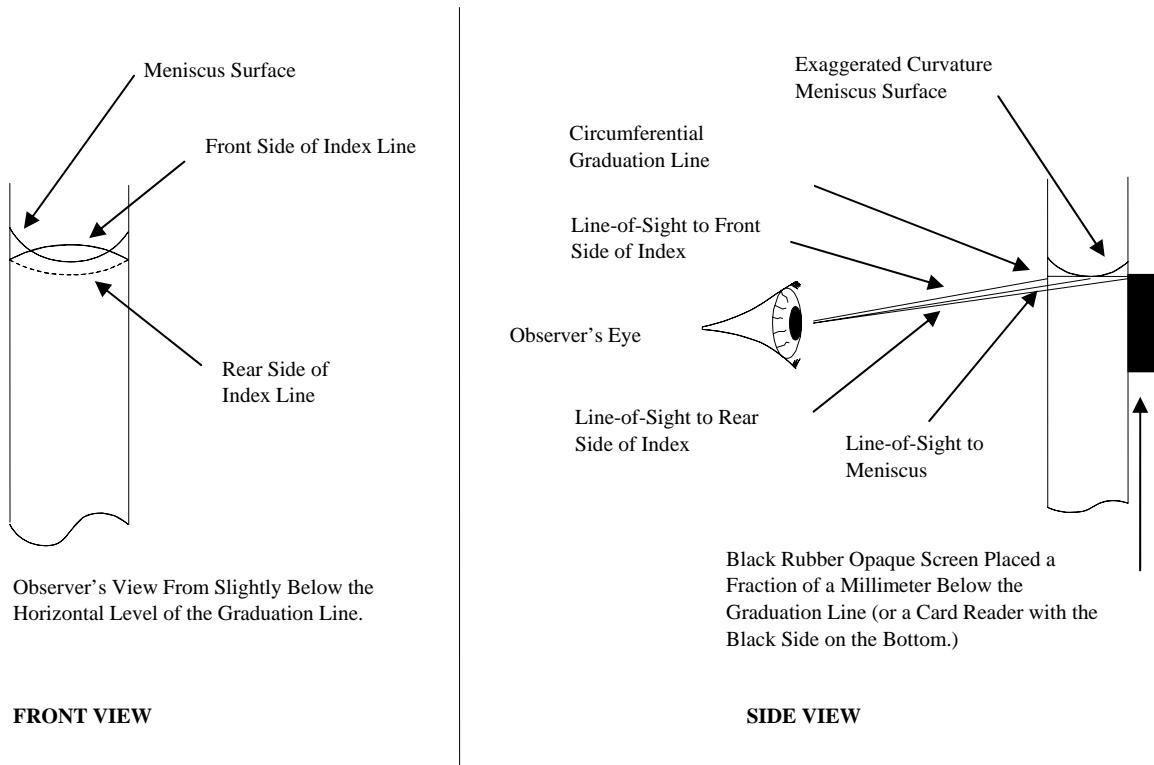 Meniscus Surface
Front Side of Index Line
Rear Side of
Index Line
Observer’s View From Slightly Below the
Horizontal Level of the Graduation Line.
FRONT VIEW
Exaggerated Curvature
Meniscus Surface
Circumferential
Graduation Line
Line-of-Sight to Front
Side of Index
Observer’s Eye
Line-of-Sight to Rear
Side of Index
Line-of-Sight to
Meniscus
Black Rubber Opaque Screen Placed a
Fraction of a Millimeter Below the
Graduation Line (or a Card Reader with the
Black Side on the Bottom.)
SIDE VIEW